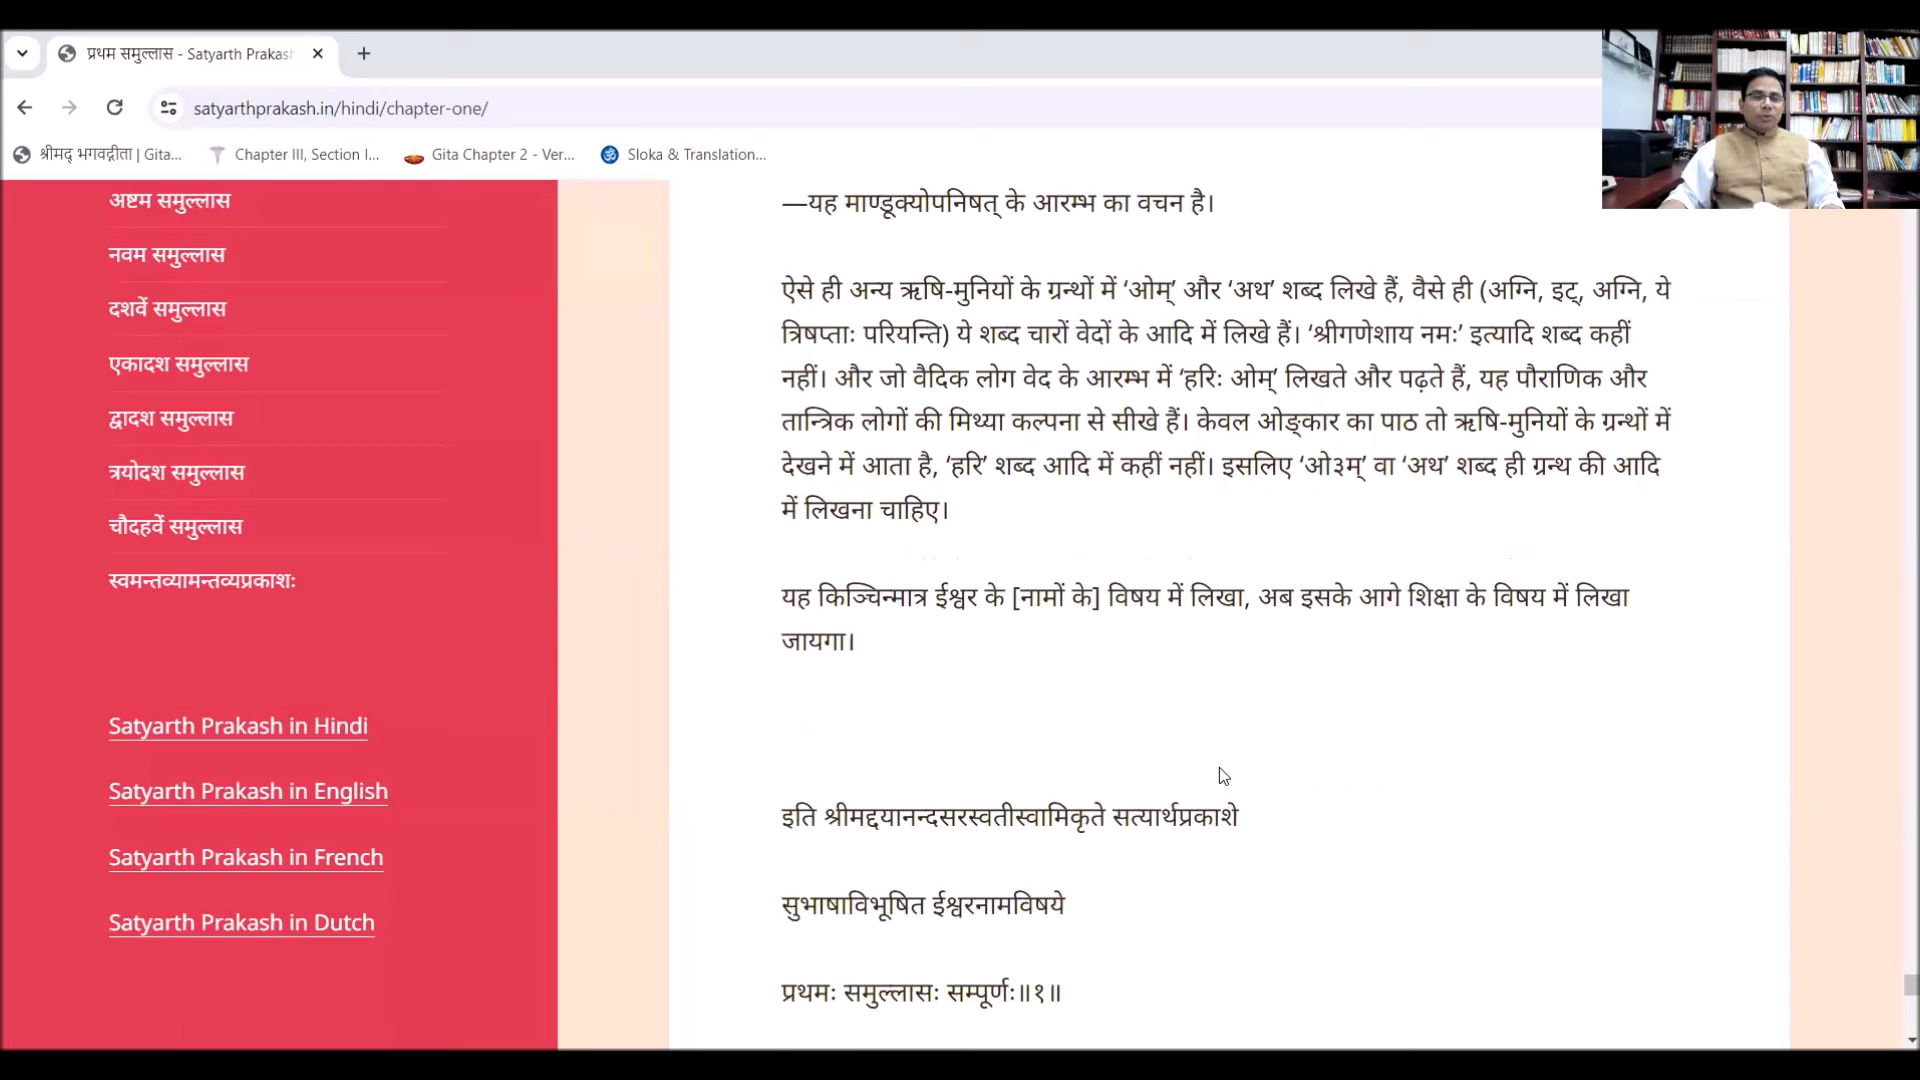 प्रथम समुल्लास - Satyarth Prakash
satyarthprakash.in/hindi/chapter-one/
श्रीमद् भगवद्गीता | Gita...
Chapter III, Section I...
Gita Chapter 2 - Ver...
Sloka & Translation...
अष्टम समुल्लास
नवम समुल्लास
दशवें समुल्लास
एकादश समुल्लास
द्वादश समुल्लास
त्रयोदश समुल्लास
चौदहवें समुल्लास
स्वमन्तव्यामन्तव्यप्रकाशः
Satyarth Prakash in Hindi
Satyarth Prakash in English
Satyarth Prakash in French
Satyarth Prakash in Dutch
—यह माण्डूक्योपनिषत् के आरम्भ का वचन है।
ऐसे ही अन्य ऋषि-मुनियों के ग्रन्थों में ‘ओम्’ और ‘अथ’ शब्द लिखे हैं, वैसे ही (अग्नि, इट्, अग्नि, ये
त्रिषप्ताः परियन्ति) ये शब्द चारों वेदों के आदि में लिखे हैं। ‘श्रीगणेशाय नमः’ इत्यादि शब्द कहीं
नहीं। और जो वैदिक लोग वेद के आरम्भ में ‘हरिः ओम्’ लिखते और पढ़ते हैं, यह पौराणिक और
तान्त्रिक लोगों की मिथ्या कल्पना से सीखे हैं। केवल ओङ्कार का पाठ तो ऋषि-मुनियों के ग्रन्थों में
देखने में आता है, ‘हरि’ शब्द आदि में कहीं नहीं। इसलिए ‘ओ३म्’ वा ‘अथ’ शब्द ही ग्रन्थ की आदि
में लिखना चाहिए।
यह किञ्चिन्मात्र ईश्वर के [नामों के] विषय में लिखा, अब इसके आगे शिक्षा के विषय में लिखा
जायगा।
इति श्रीमद्दयानन्दसरस्वतीस्वामिकृते सत्यार्थप्रकाशे
सुभाषाविभूषित ईश्वरनामविषये
प्रथमः समुल्लासः सम्पूर्णः॥१॥